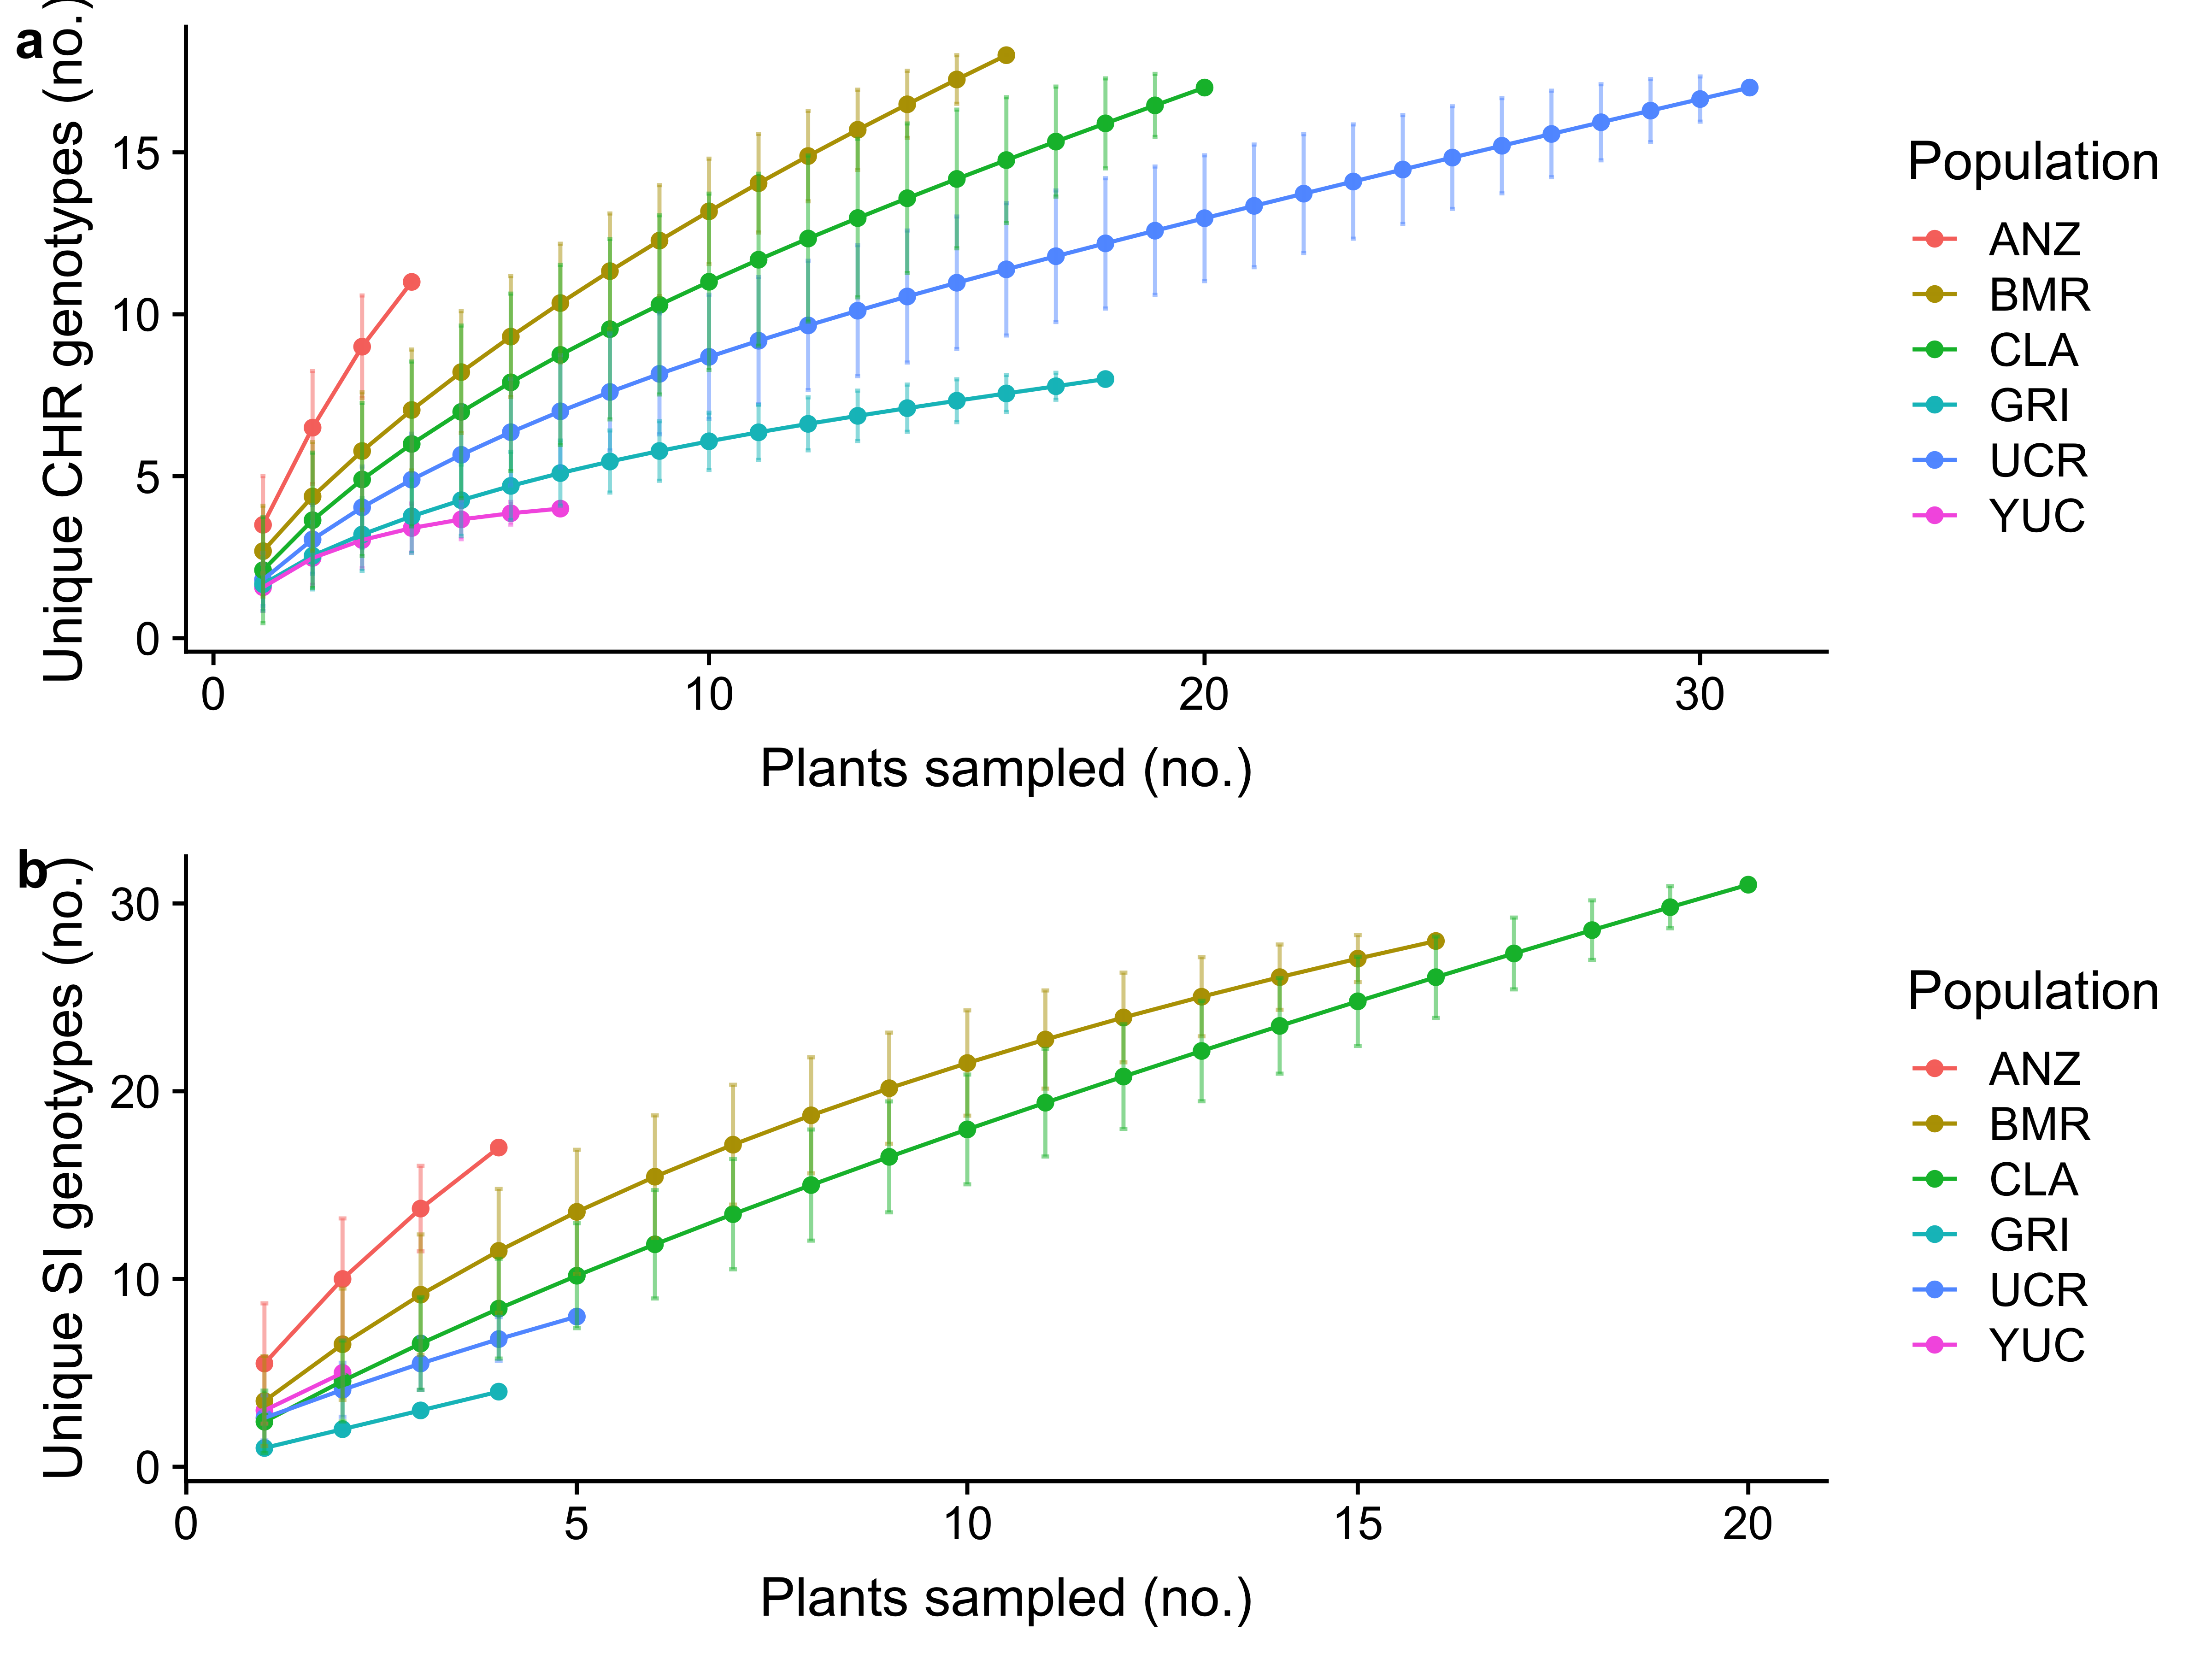 a
Unique CHR genotypes (no.)
15
10
5
0
0 10 20 30
Plants sampled (no.)
Population
ANZ
BMR
CLA
GRI
UCR
YUC
b
Unique SI genotypes (no.)
30
20
10
0
0 5 10 15 20
Plants sampled (no.)
Population
ANZ
BMR
CLA
GRI
UCR
YUC